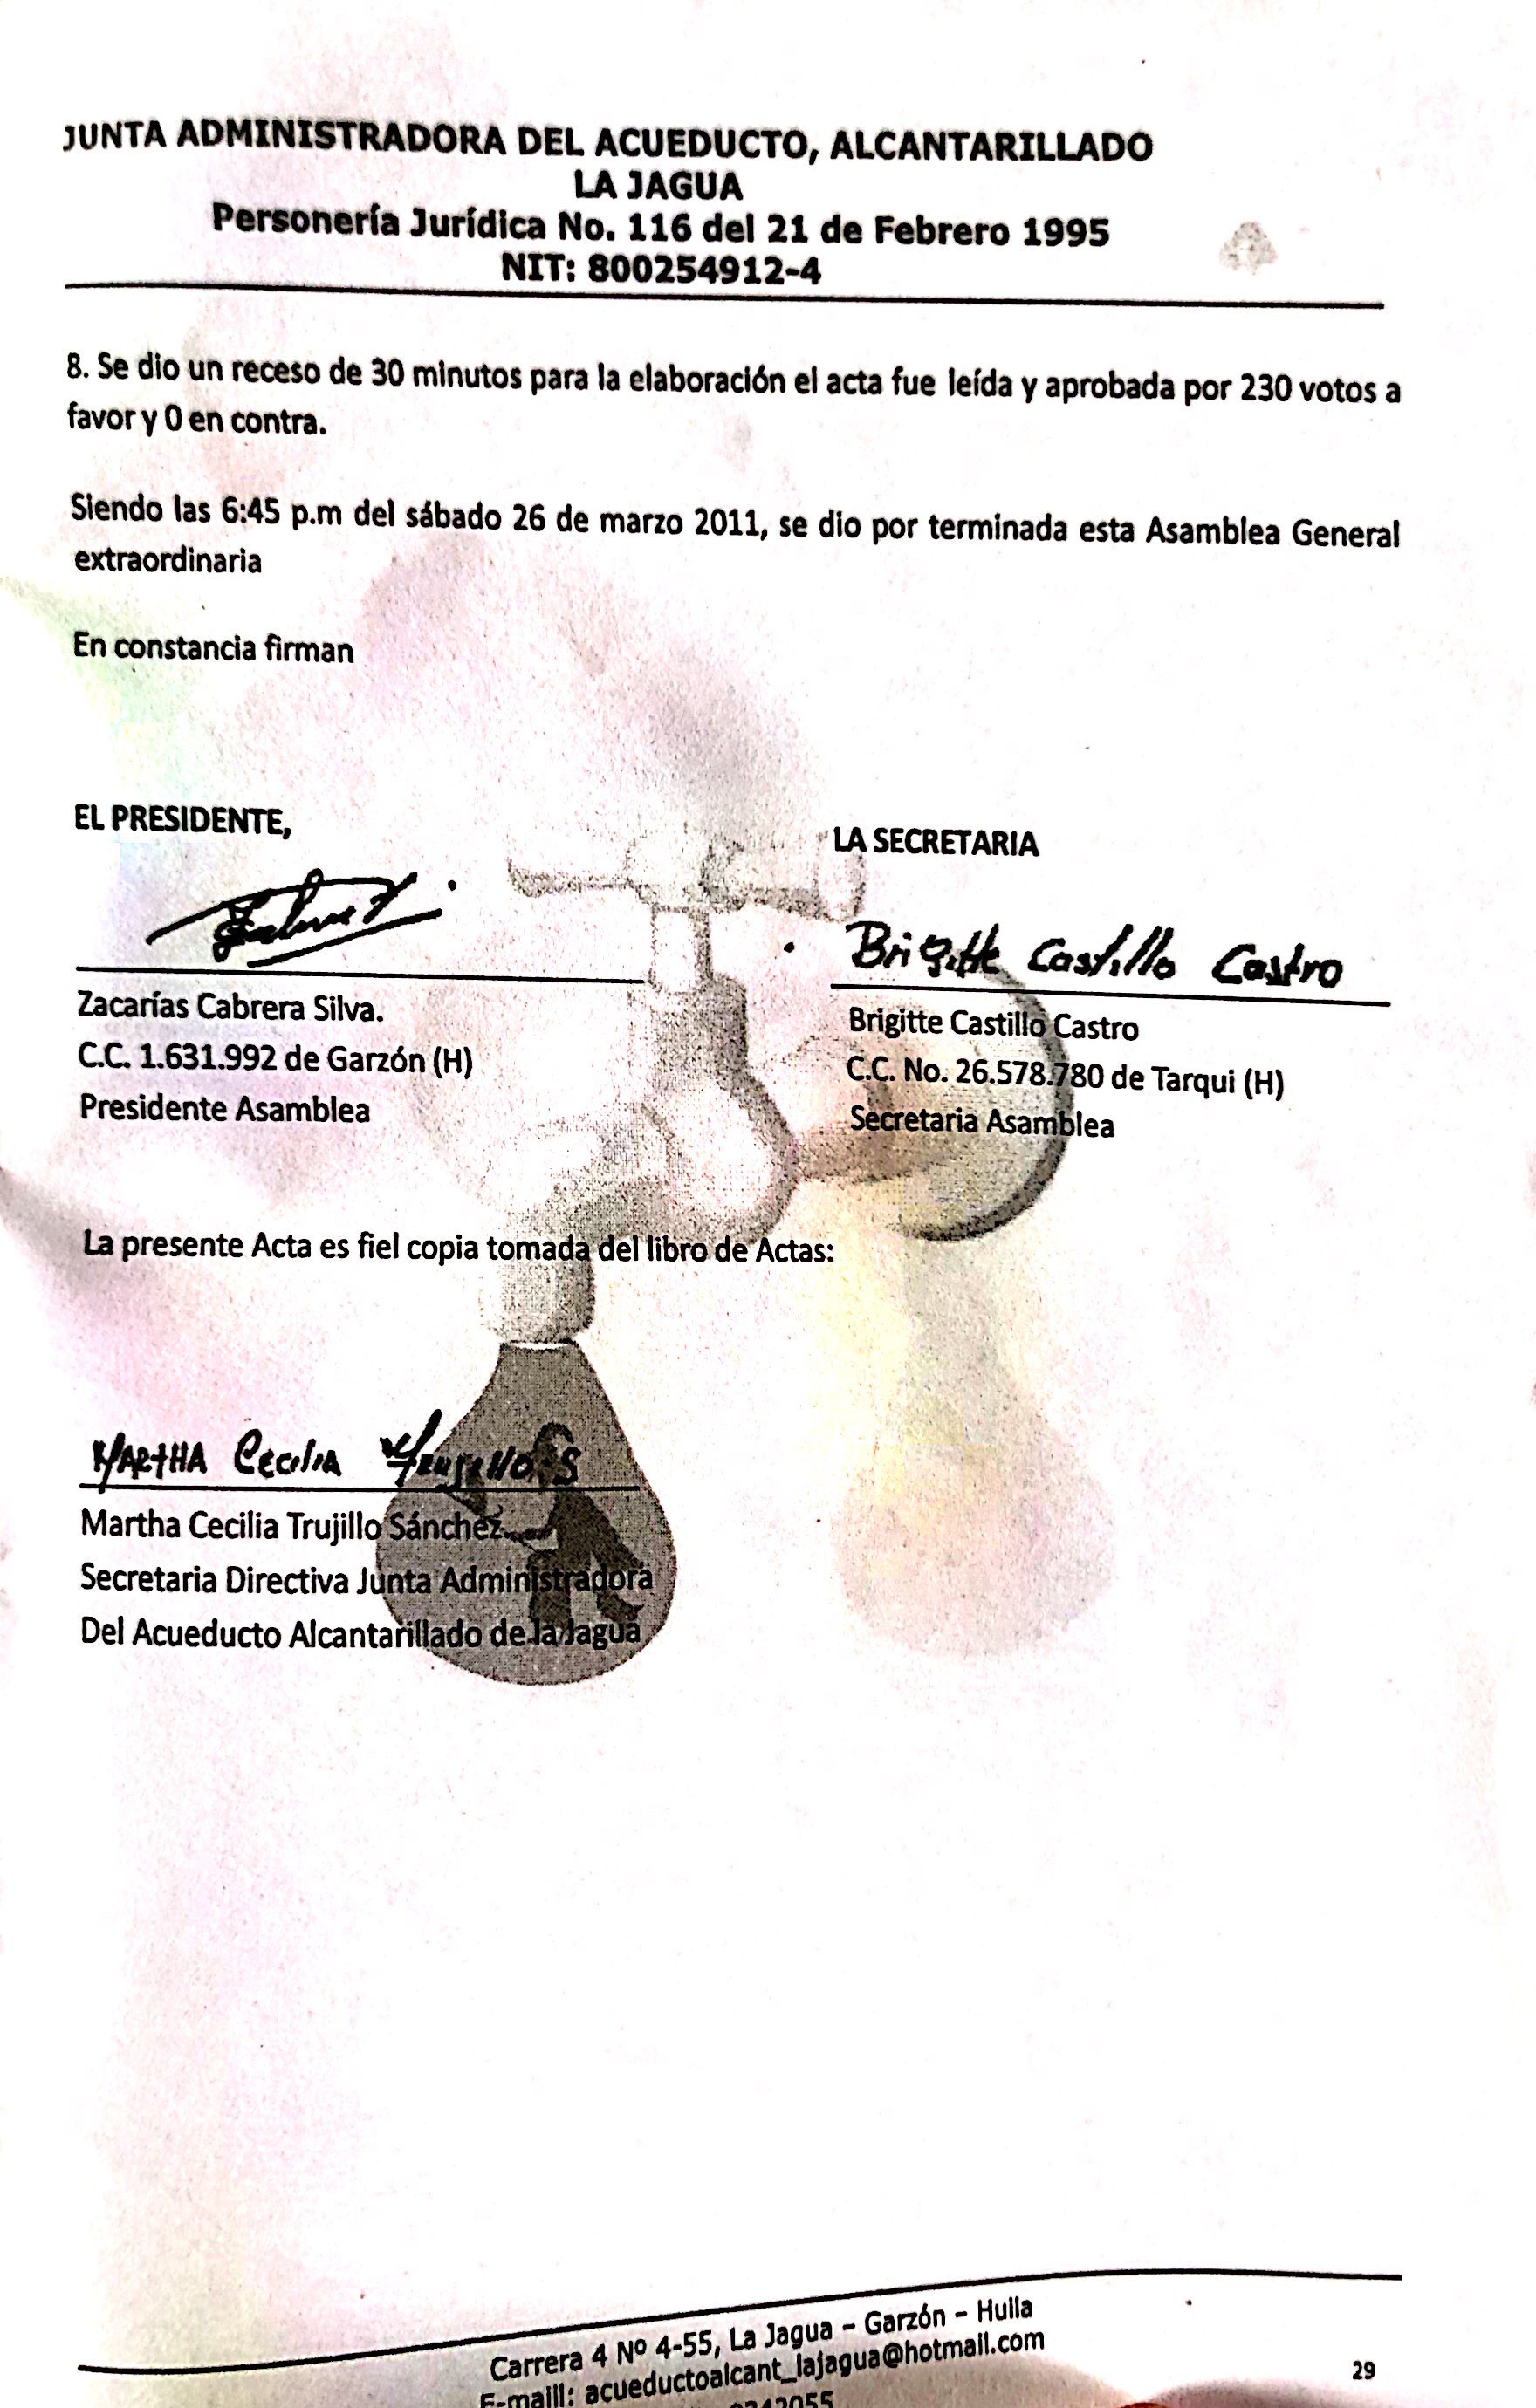 JUNTA ADMINISTRADORA DEL ACUEDUCTO, ALCANTARILLADO
LA JAGUA
Personería Jurídica No. 116 del 21 de Febrero 1995
NIT: 800254912-4
8. Se dio un receso de 30 minutos para la elaboración el acta fue leída y aprobada por 230 votos a
favor y 0 en contra.
Siendo las 6:45 p.m del sábado 26 de marzo 2011, se dio por terminada esta Asamblea General
extraordinaria
En constancia firman
EL PRESIDENTE,
LA SECRETARIA
Brigitte Castillo Castro
Zacarías Cabrera Silva.
C.C. 1.631.992 de Garzón (H)
Presidente Asamblea
Brigitte Castillo Castro
C.C. No. 26.578.780 de Tarqui (H)
Secretaria Asamblea
La presente Acta es fiel copia tomada del libro de Actas:
MARTHA Cecilia Trujillo S
Martha Cecilia Trujillo Sánchez
Secretaria Directiva Junta Administradora
Del Acueducto Alcantarillado de la Jagua
Carrera 4 Nº 4-55, La Jagua – Garzón – Huila
E-maill: acueductoalcant_lajagua@hotmail.com
29